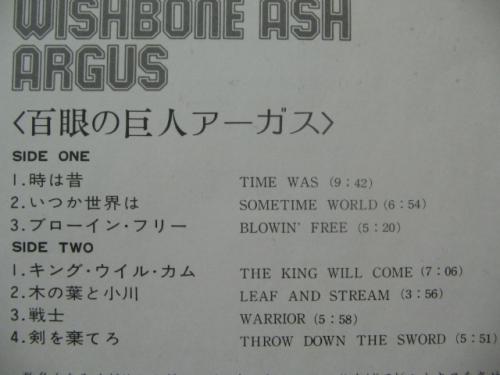 WISHBONE ASH
ARGUS
〈百眼の巨人アーガス〉
SIDE ONE
1.時は昔 TIME WAS (9:42)
2.いつか世界は SOMETIME WORLD (6:54)
3.ブローイン・フリー BLOWIN' FREE (5:20)
SIDE TWO
1.キング・ウイル・カム THE KING WILL COME (7:06)
2.木の葉と小川 LEAF AND STREAM (3:56)
3.戦士 WARRIOR (5:58)
4.剣を棄てろ THROW DOWN THE SWORD (5:51)